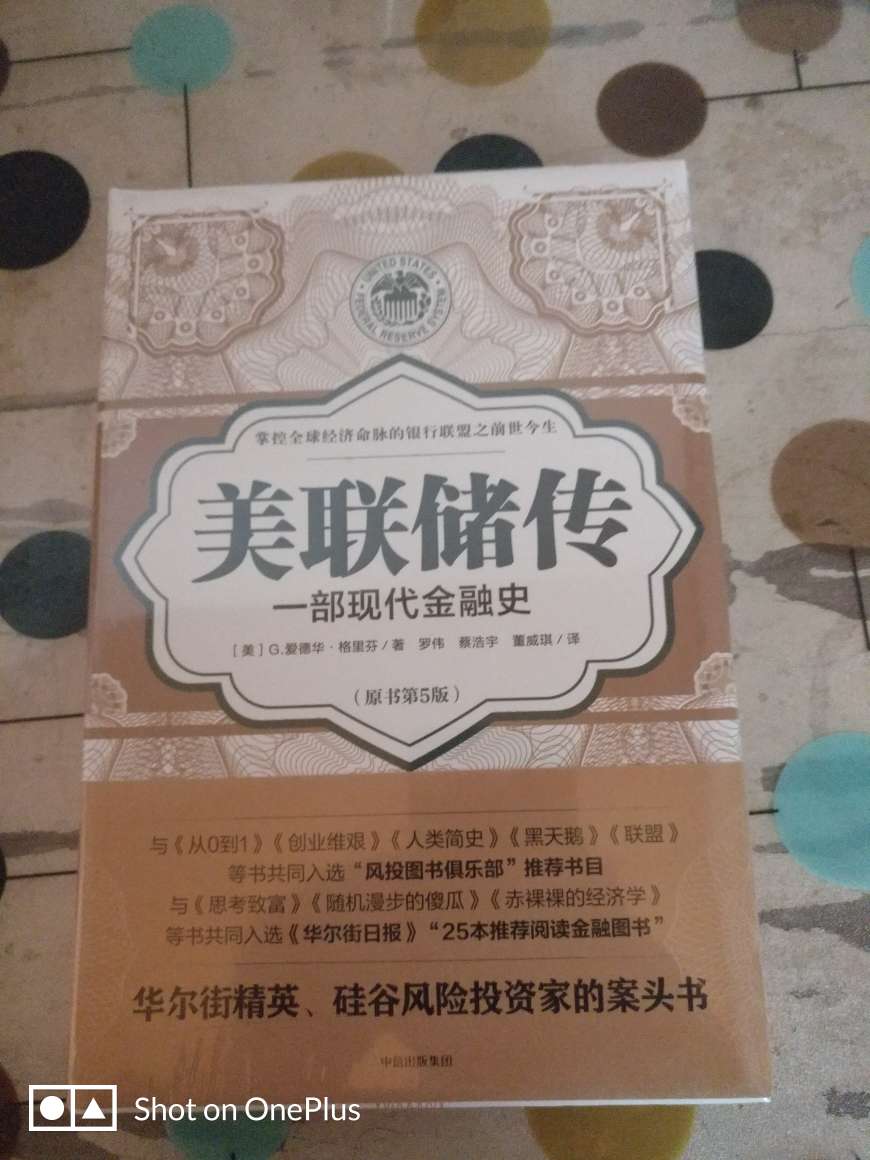 UNITED STATES
FEDERAL RESERVE SYSTEM
掌控全球经济命脉的银行联盟之前世今生
美联储传
一部现代金融史
[美]G.爱德华·格里芬/著 罗伟 蔡浩宇 董威琪/译
(原书第5版)
与《从0到1》《创业维艰》《人类简史》《黑天鹅》《联盟》
等书共同入选“风投图书俱乐部”推荐书目
与《思考致富》《随机漫步的傻瓜》《赤裸裸的经济学》
等书共同入选《华尔街日报》“25本推荐阅读金融图书”
华尔街精英、硅谷风险投资家的案头书
中信出版集团
Shot on OnePlus